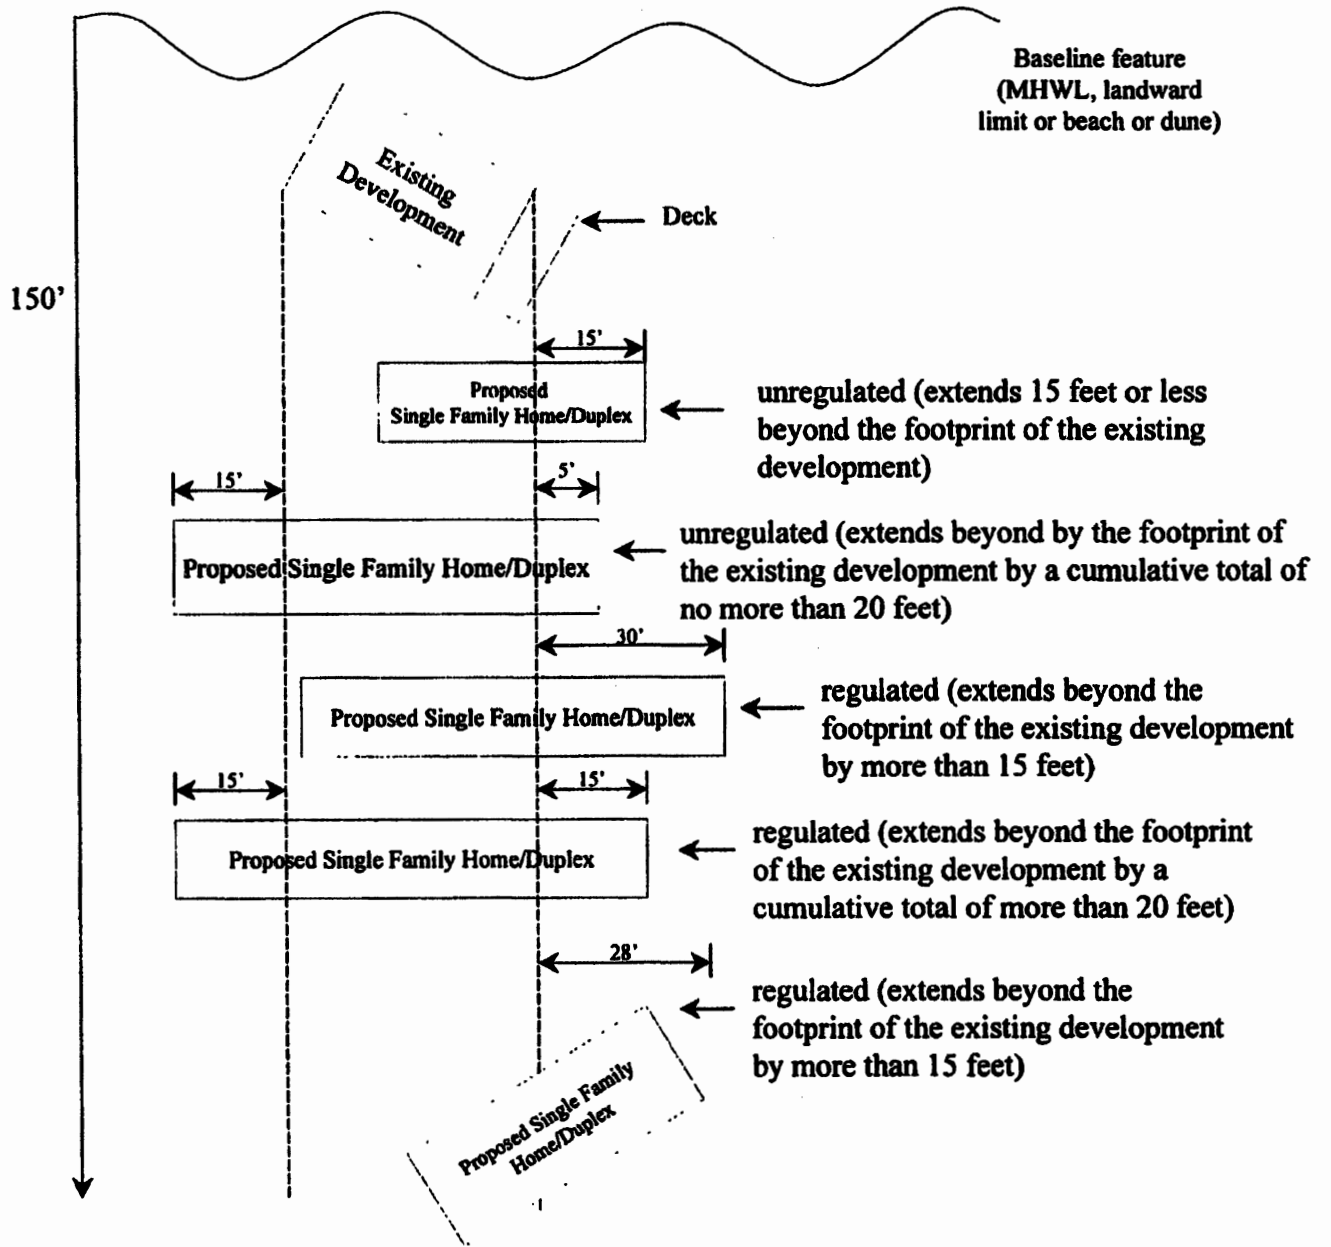 Baseline feature
(MHWL, landward
limit or beach or dune)
Existing
Development
Deck
150'
15'
Proposed
Single Family Home/Duplex
unregulated (extends 15 feet or less
beyond the footprint of the existing
development)
15'
5'
Proposed Single Family Home/Duplex
unregulated (extends beyond by the footprint of
the existing development by a cumulative total of
no more than 20 feet)
30'
Proposed Single Family Home/Duplex
regulated (extends beyond the
footprint of the existing development
by more than 15 feet)
15'
15'
Proposed Single Family Home/Duplex
regulated (extends beyond the footprint
of the existing development by a
cumulative total of more than 20 feet)
28'
regulated (extends beyond the
footprint of the existing development
by more than 15 feet)
Proposed Single Family
Home/Duplex